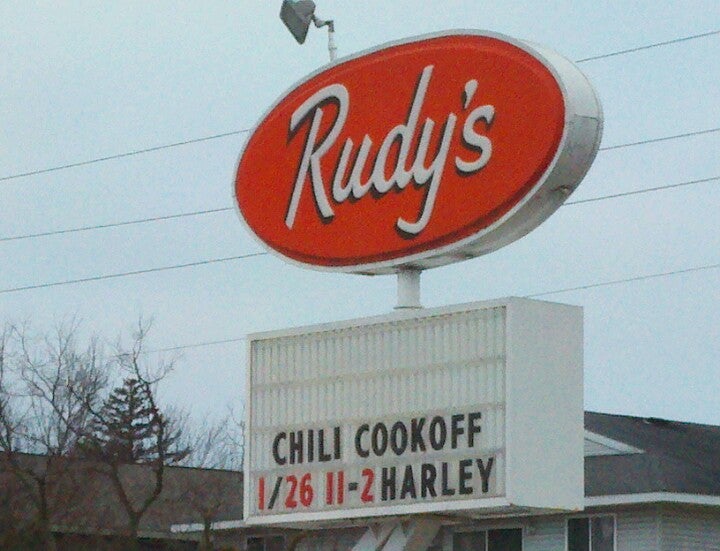 Rudy's
CHILI COOKOFF
1/26 11-2 HARLEY